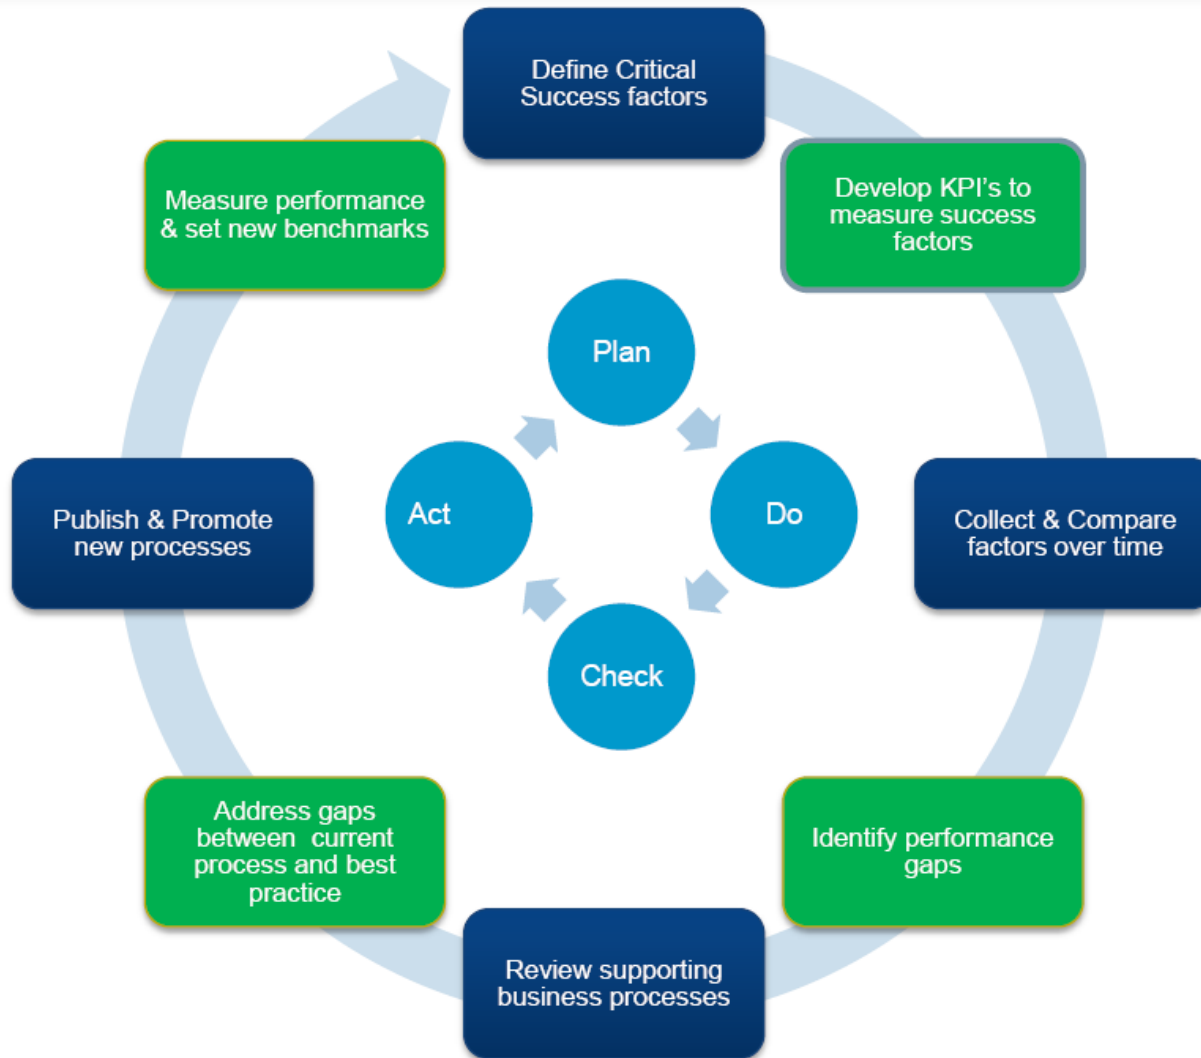 Define Critical
Success factors
Develop KPI's to
measure success
factors
Collect & Compare
factors over time
Identify performance
gaps
Review supporting
business processes
Address gaps
between current
process and best
practice
Publish & Promote
new processes
Measure performance
& set new benchmarks
Plan
Do
Check
Act